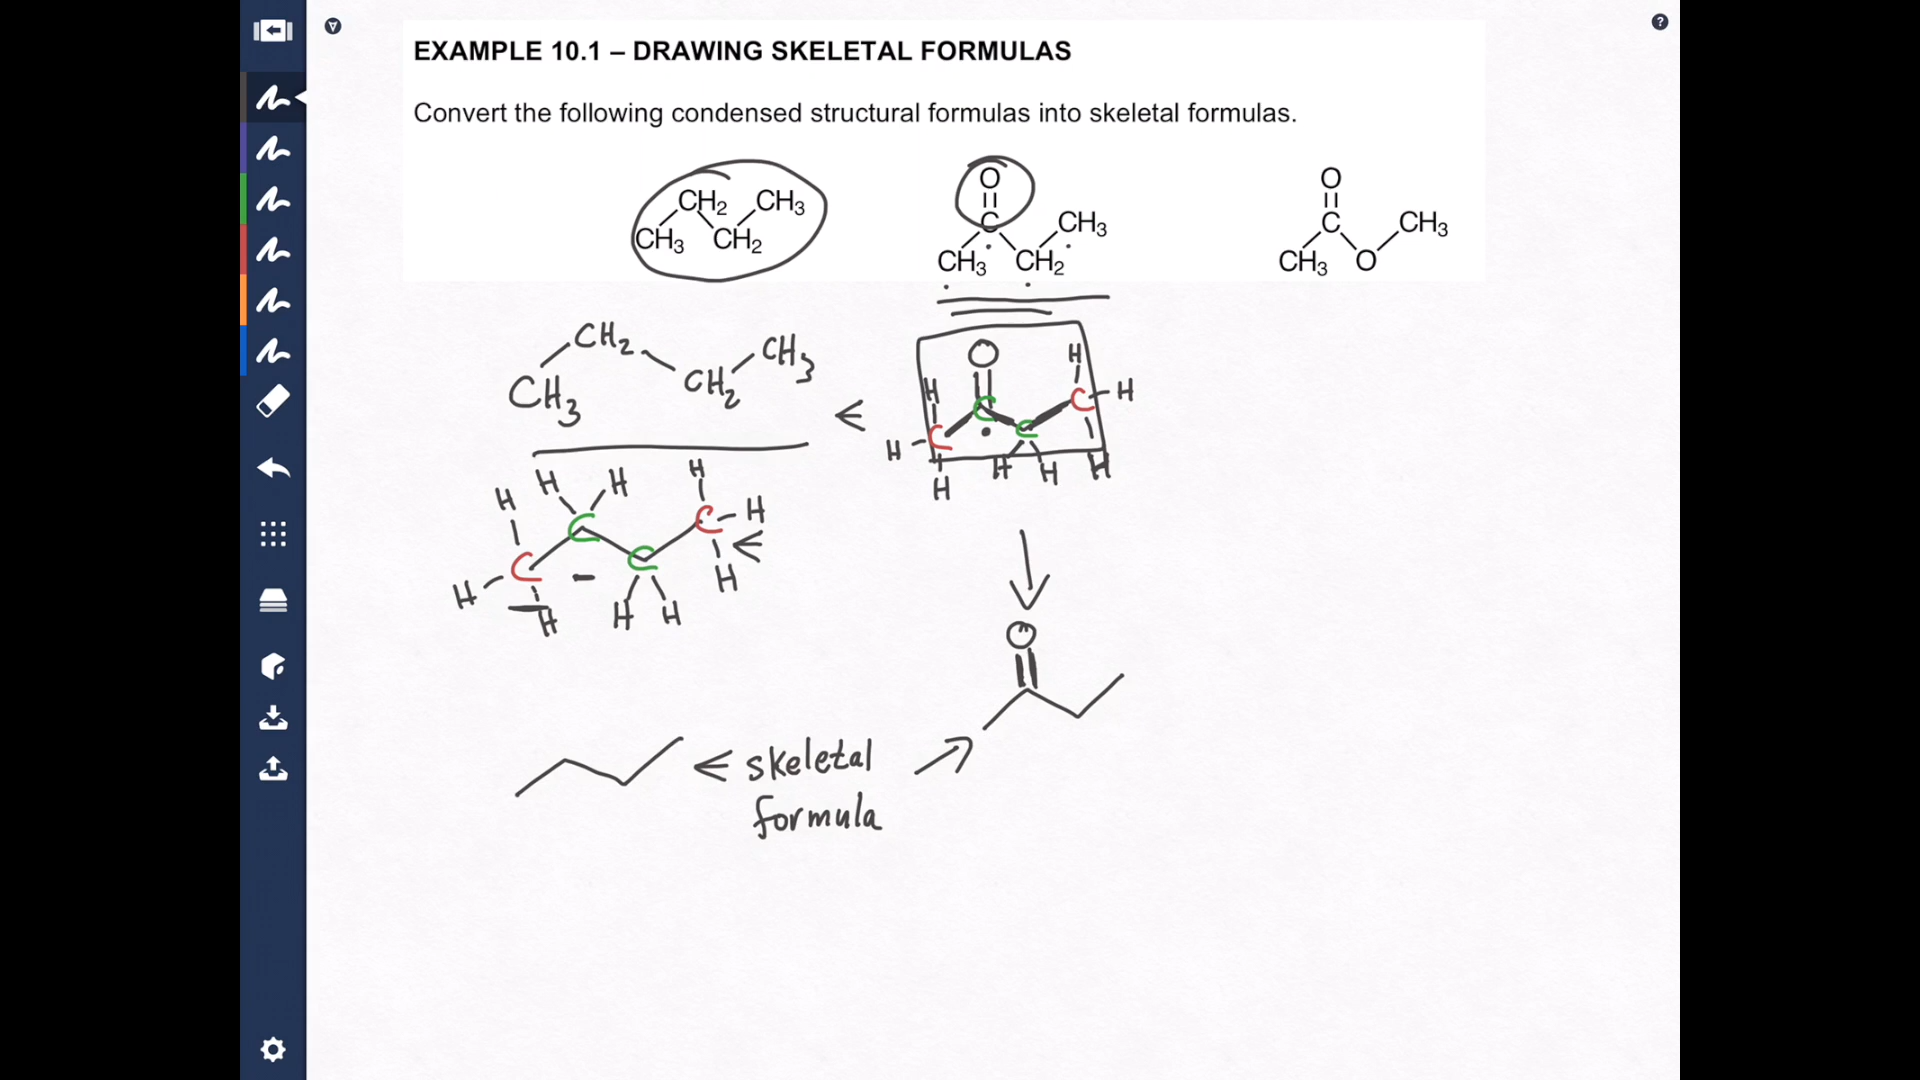 EXAMPLE 10.1 – DRAWING SKELETAL FORMULAS
Convert the following condensed structural formulas into skeletal formulas.
O O
CH2 CH3 C CH3 C CH3
CH3 CH2 CH3 CH2 CH3 O
CH2 CH3
CH3 CH2
O H
H C H
C
H C C
H H H H
H H H H
C C H
C C H
H H H H
O
skeletal
formula